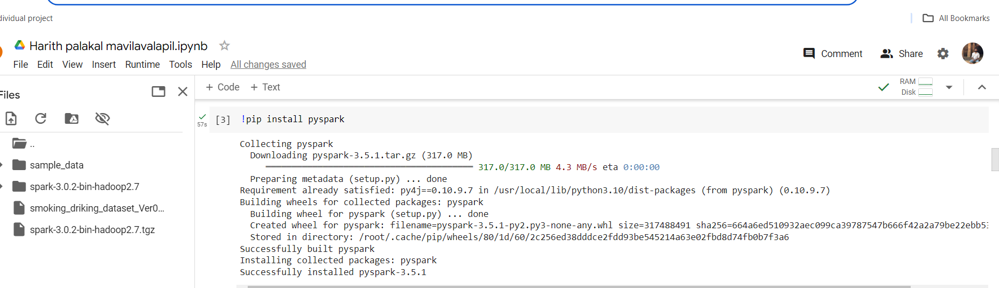 dividual project
All Bookmarks
Harith palakal mavilavalapil.ipynb
Comment
Share
File Edit View Insert Runtime Tools Help All changes saved
Files
+ Code + Text
RAM
Disk
..
sample_data
spark-3.0.2-bin-hadoop2.7
smoking_driking_dataset_Ver0...
spark-3.0.2-bin-hadoop2.7.tgz
57s
[3] !pip install pyspark
Collecting pyspark
Downloading pyspark-3.5.1.tar.gz (317.0 MB)
317.0/317.0 MB 4.3 MB/s eta 0:00:00
Preparing metadata (setup.py) ... done
Requirement already satisfied: py4j==0.10.9.7 in /usr/local/lib/python3.10/dist-packages (from pyspark) (0.10.9.7)
Building wheels for collected packages: pyspark
Building wheel for pyspark (setup.py) ... done
Created wheel for pyspark: filename=pyspark-3.5.1-py2.py3-none-any.whl size=317488491 sha256=664a6ed510932aec099ca39787547b666f42a2a79be22ebb53
Stored in directory: /root/.cache/pip/wheels/80/1d/60/2c256ed38dddce2fdd93be545214a63e02fbd8d74fb0b7f3a6
Successfully built pyspark
Installing collected packages: pyspark
Successfully installed pyspark-3.5.1